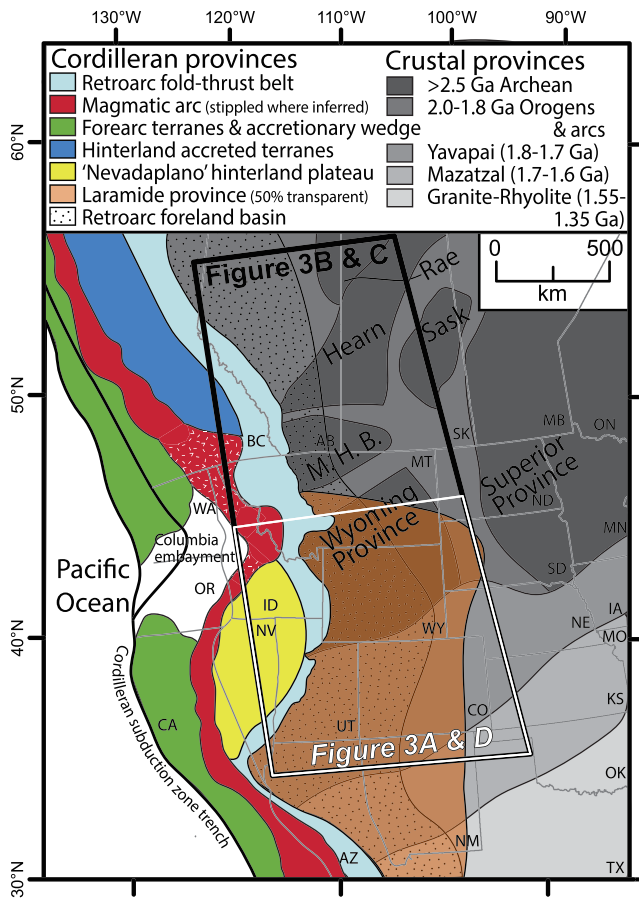 130°W 120°W 110°W 100°W 90°W
Cordilleran provinces
Retroarc fold-thrust belt
Magmatic arc (stippled where inferred)
Forearc terranes & accretionary wedge
Hinterland accreted terranes
'Nevadaplano' hinterland plateau
Laramide province (50% transparent)
Retroarc foreland basin
Crustal provinces
>2.5 Ga Archean
2.0-1.8 Ga Orogens
& arcs
Yavapai (1.8-1.7 Ga)
Mazatzal (1.7-1.6 Ga)
Granite-Rhyolite (1.55-
1.35 Ga)
60°N
0 500
km
Figure 3B & C
Rae
Hearn
Sask
50°N
BC
AB
SK
MB
ON
M. H. B.
MT
Superior
Province
WA
Wyoming
Province
ND
MN
Columbia
embayment
Pacific
Ocean
OR
ID
SD
IA
NV
WY
NE
MO
40°N
Cordilleran subduction zone trench
CA
UT
CO
KS
Figure 3A & D
OK
NM
AZ
TX
30°N